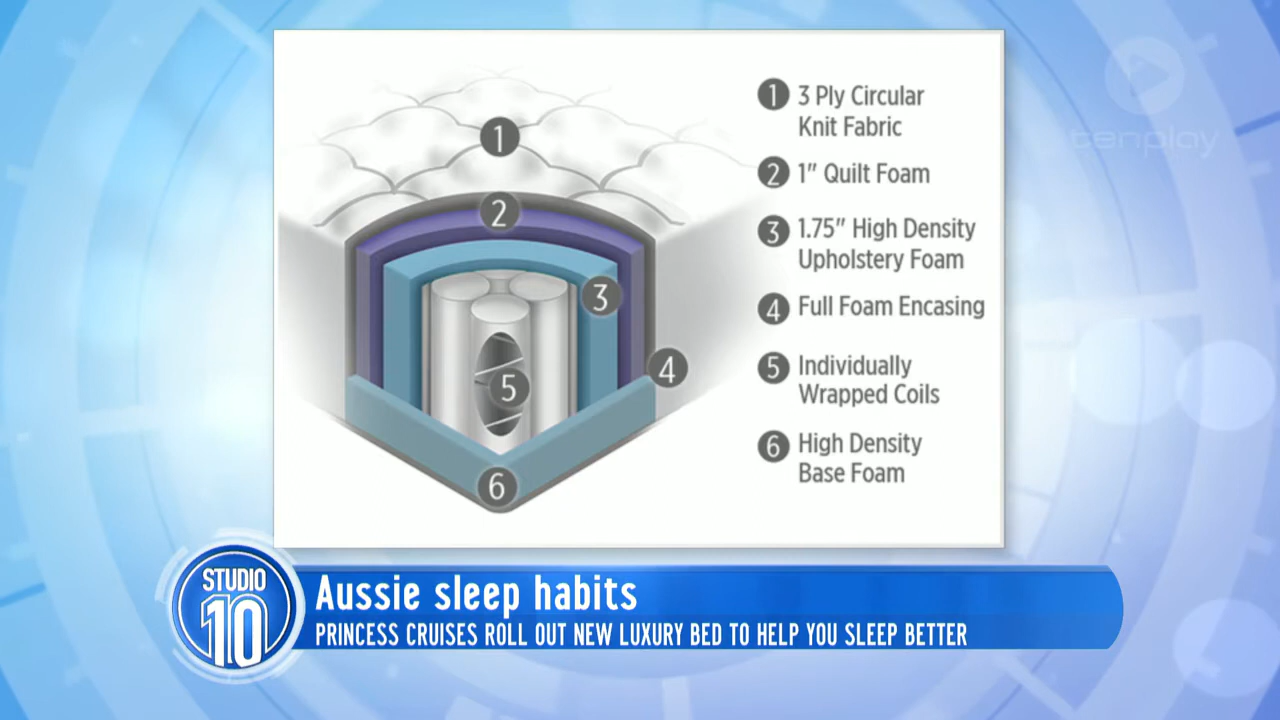 1 3 Ply Circular
Knit Fabric
2 1" Quilt Foam
3 1.75" High Density
Upholstery Foam
4 Full Foam Encasing
5 Individually
Wrapped Coils
6 High Density
Base Foam
1
2
3
4
5
6
tenplay
STUDIO
10
Aussie sleep habits
PRINCESS CRUISES ROLL OUT NEW LUXURY BED TO HELP YOU SLEEP BETTER